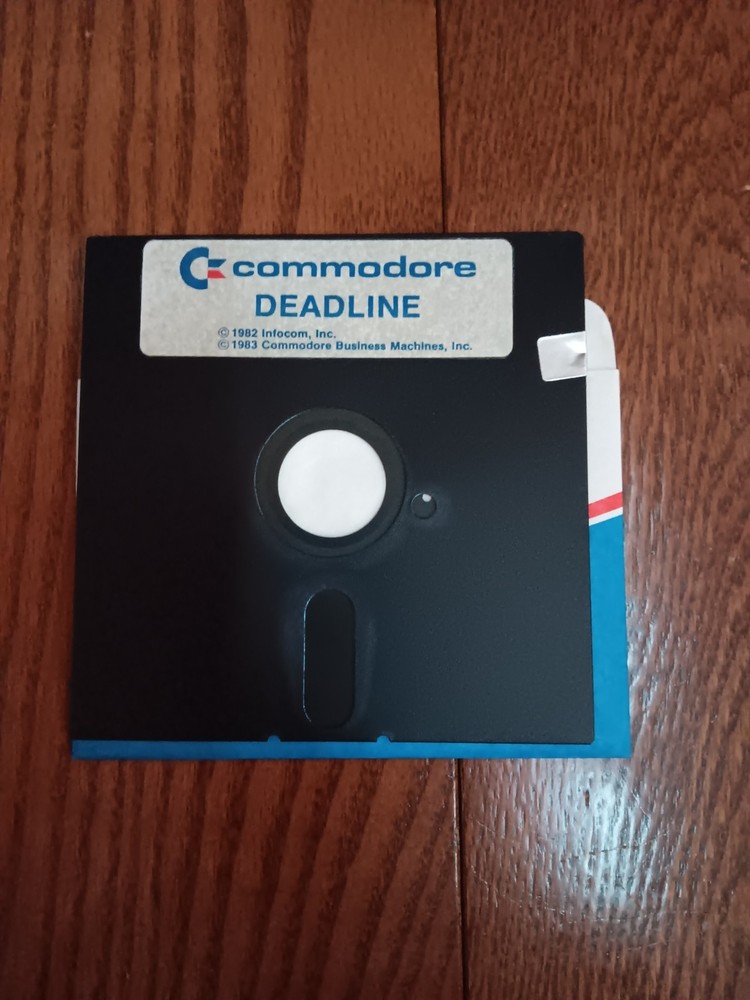 commodore
DEADLINE
© 1982 Infocom, Inc.
© 1983 Commodore Business Machines, Inc.